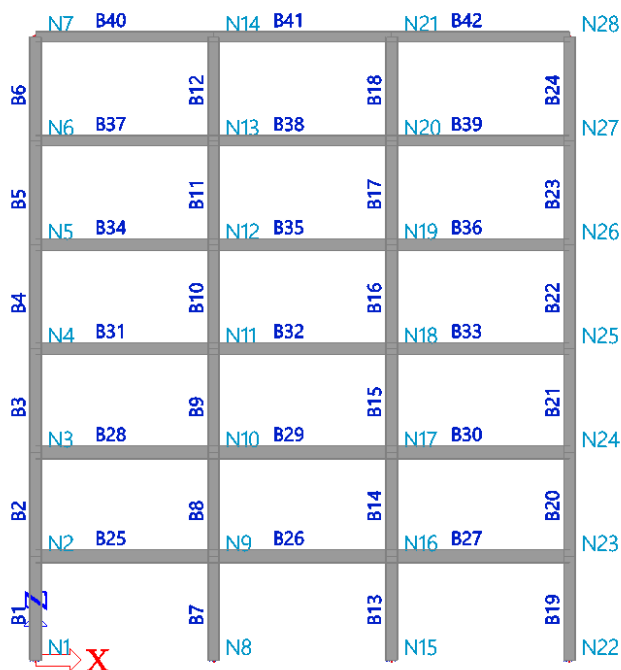 N7 B40 N14 B41 N21 B42 N28
B6 B12 B18 B24
N6 B37 N13 B38 N20 B39 N27
B5 B11 B17 B23
N5 B34 N12 B35 N19 B36 N26
B4 B10 B16 B22
N4 B31 N11 B32 N18 B33 N25
B3 B9 B15 B21
N3 B28 N10 B29 N17 B30 N24
B2 B8 B14 B20
N2 B25 N9 B26 N16 B27 N23
B1 Z B7 B13 B19
N1 X N8 N15 N22